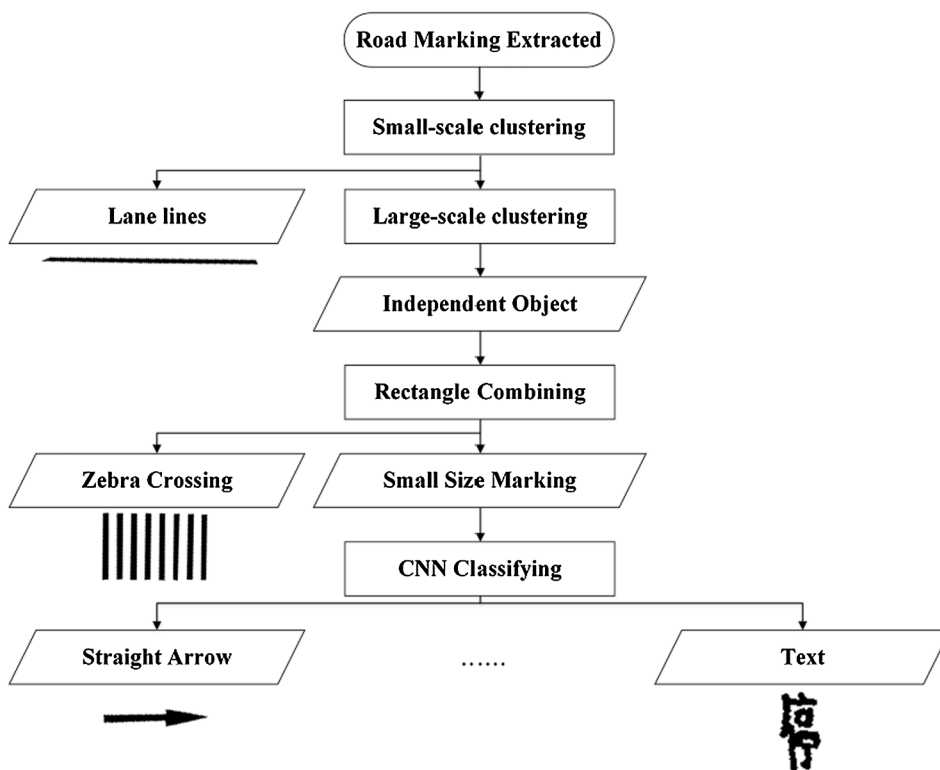 Road Marking Extracted
Small-scale clustering
Lane lines
Large-scale clustering
Independent Object
Rectangle Combining
Zebra Crossing
Small Size Marking
CNN Classifying
Straight Arrow
......
Text